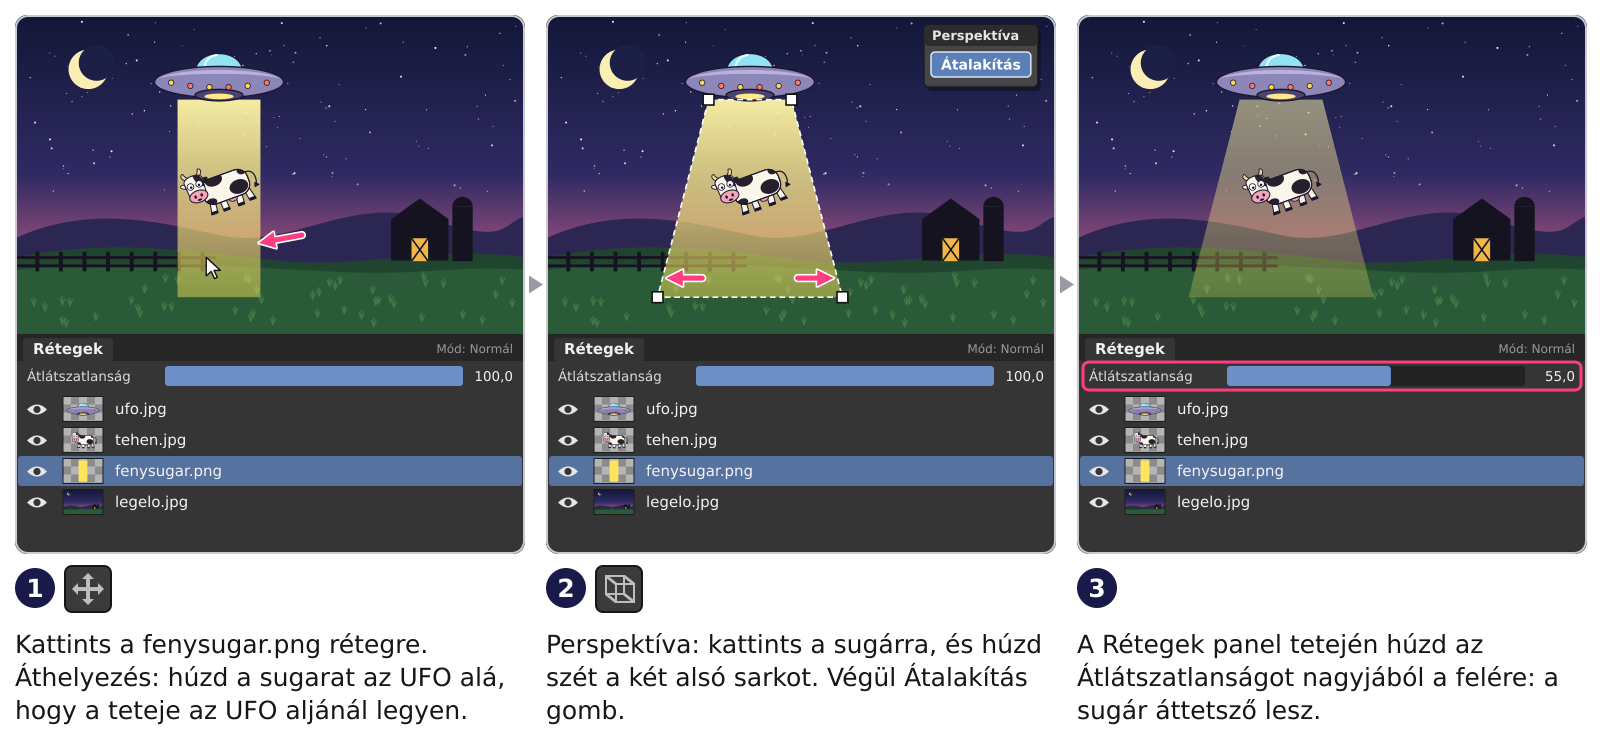 Rétegek
Mód: Normál
Átlátszatlanság
100,0
ufo.jpg
tehen.jpg
fenysugar.png
legelo.jpg
1
Kattints a fenysugar.png rétegre.
Áthelyezés: húzd a sugarat az UFO alá,
hogy a teteje az UFO aljánál legyen.
Perspektíva
Átalakítás
Rétegek
Mód: Normál
Átlátszatlanság
100,0
ufo.jpg
tehen.jpg
fenysugar.png
legelo.jpg
2
Perspektíva: kattints a sugárra, és húzd
szét a két alsó sarkot. Végül Átalakítás
gomb.
Rétegek
Mód: Normál
Átlátszatlanság
55,0
ufo.jpg
tehen.jpg
fenysugar.png
legelo.jpg
3
A Rétegek panel tetején húzd az
Átlátszatlanságot nagyjából a felére: a
sugár áttetsző lesz.